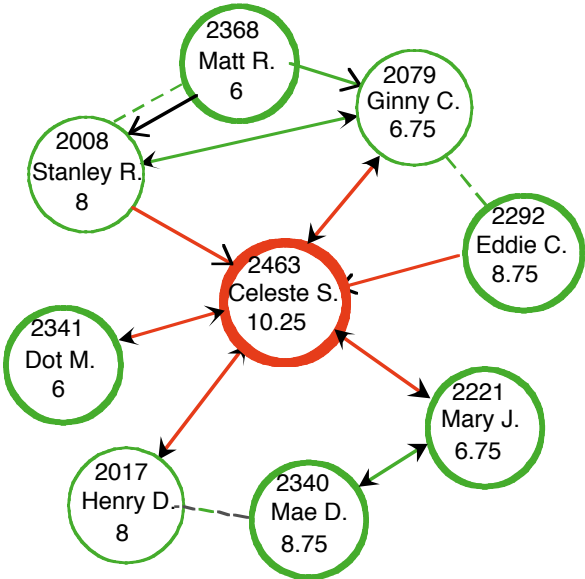 2368
Matt R.
6
2079
Ginny C.
6.75
2008
Stanley R.
8
2292
Eddie C.
8.75
2463
Celeste S.
10.25
2341
Dot M.
6
2221
Mary J.
6.75
2017
Henry D.
8
2340
Mae D.
8.75